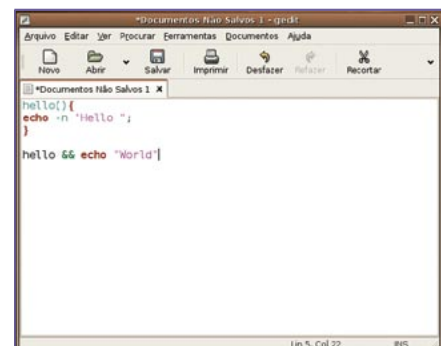 *Documentos Não Salvos 1 - gedit
Arquivo Editar Ver Procurar Ferramentas Documentos Ajuda
Novo Abrir Salvar Imprimir Desfazer Refazer Recortar
*Documentos Não Salvos 1
hello(){
echo -n "Hello ";
}
hello && echo "World"
Lin 5, Col 22 INS